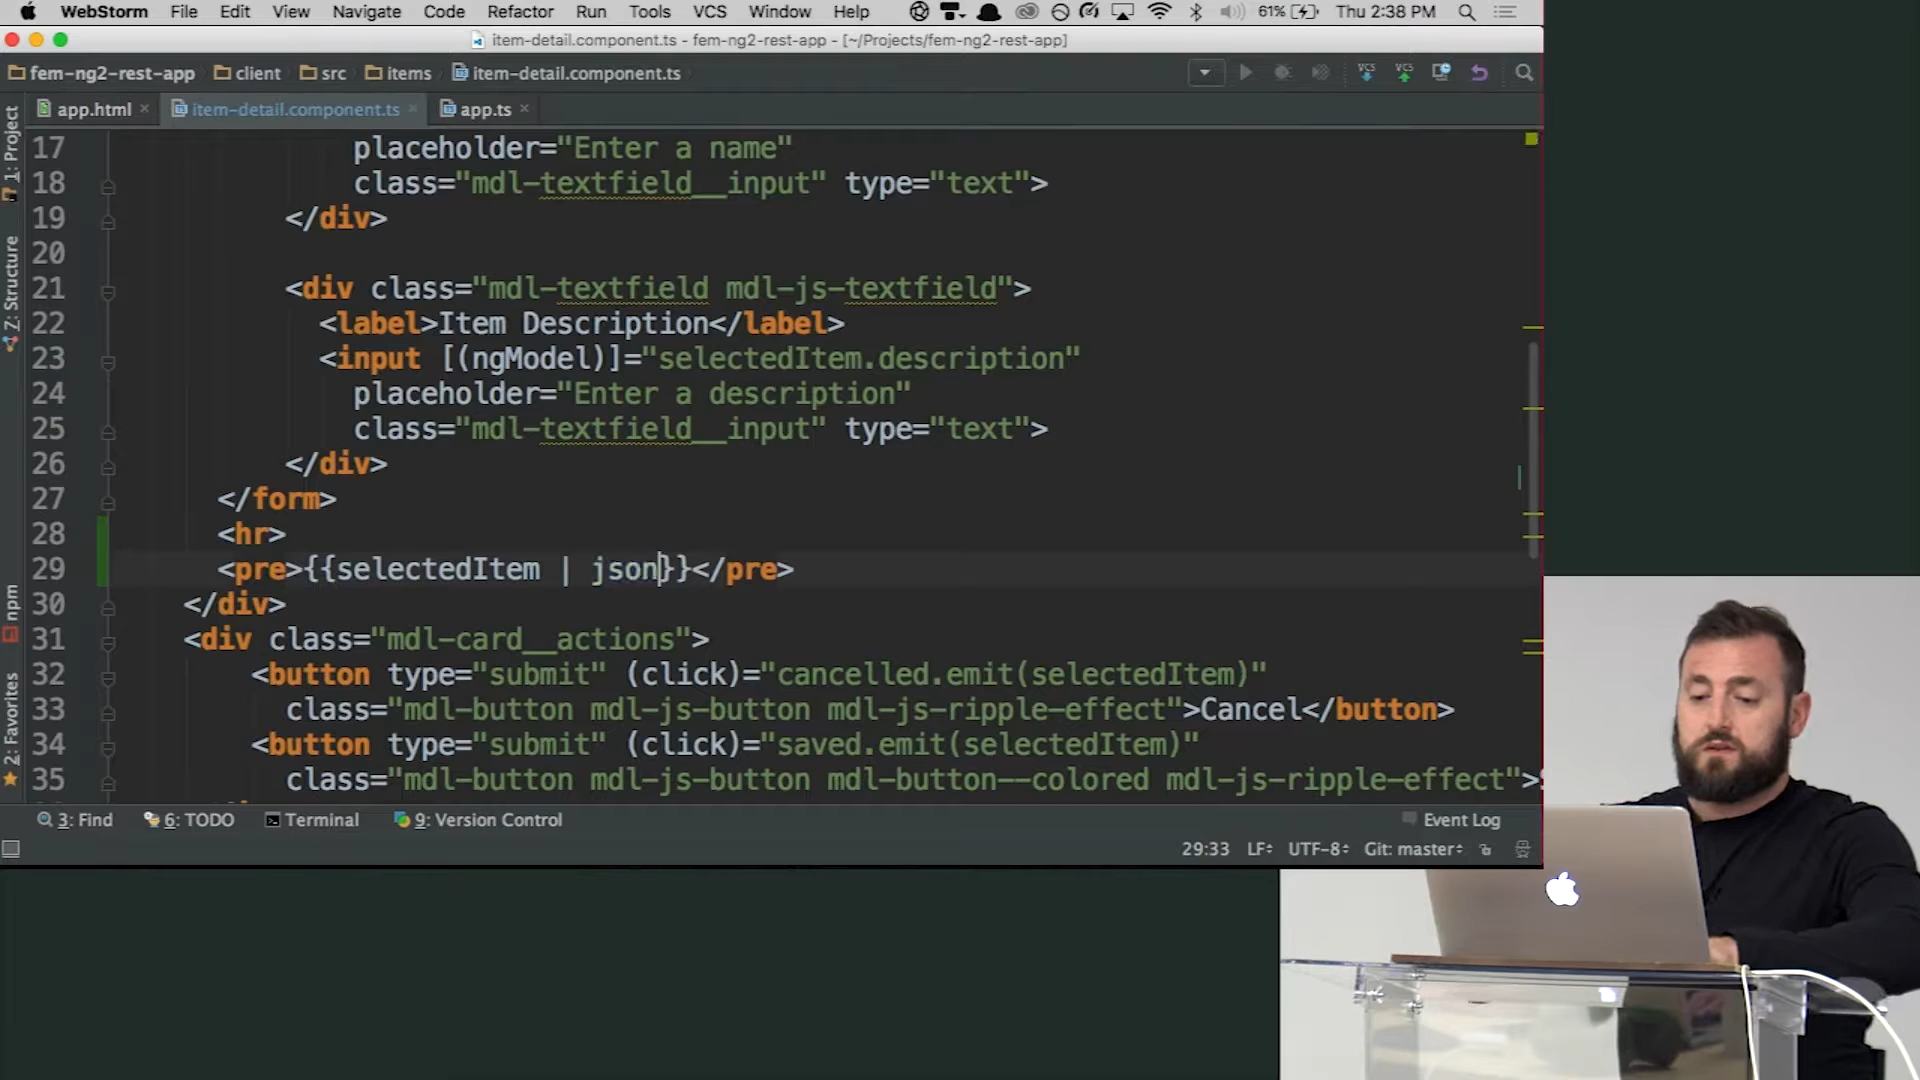 WebStorm File Edit View Navigate Code Refactor Run Tools VCS Window Help 61% Thu 2:38 PM
item-detail.component.ts - fem-ng2-rest-app - [~/Projects/fem-ng2-rest-app]
fem-ng2-rest-app client src items item-detail.component.ts VCS VCS
app.html item-detail.component.ts app.ts
1: Project
Z: Structure
npm
2: Favorites
17 placeholder="Enter a name"
18 class="mdl-textfield__input" type="text">
19 </div>
20
21 <div class="mdl-textfield mdl-js-textfield">
22 <label>Item Description</label>
23 <input [(ngModel)]="selectedItem.description"
24 placeholder="Enter a description"
25 class="mdl-textfield__input" type="text">
26 </div>
27 </form>
28 <hr>
29 <pre>{{selectedItem | json}}</pre>
30 </div>
31 <div class="mdl-card__actions">
32 <button type="submit" (click)="cancelled.emit(selectedItem)"
33 class="mdl-button mdl-js-button mdl-js-ripple-effect">Cancel</button>
34 <button type="submit" (click)="saved.emit(selectedItem)"
35 class="mdl-button mdl-js-button mdl-button--colored mdl-js-ripple-effect">
3: Find 6: TODO Terminal 9: Version Control Event Log
29:33 LF UTF-8 Git: master